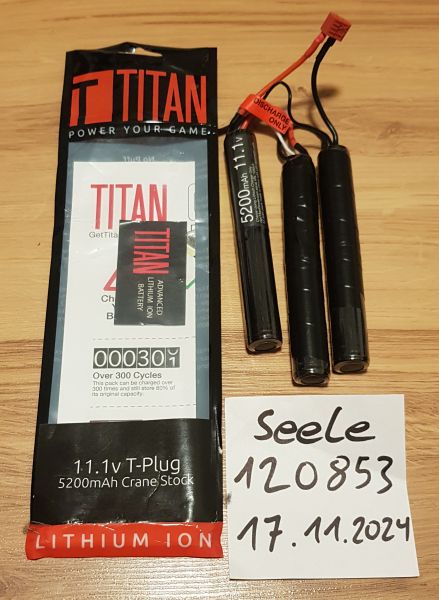 TITAN
POWER YOUR GAME
No Puff
TITAN
TITAN
ADVANCED
LITHIUM ION
BATTERY
Over 300 Cycles
This pack can be charged over
300 times and still store 80% of
its original capacity.
11.1v T-Plug
5200mAh Crane Stock
LITHIUM ION
DISCHARGE
ONLY!
5200mAh 11.1v
Seele
120853
17.11.2024